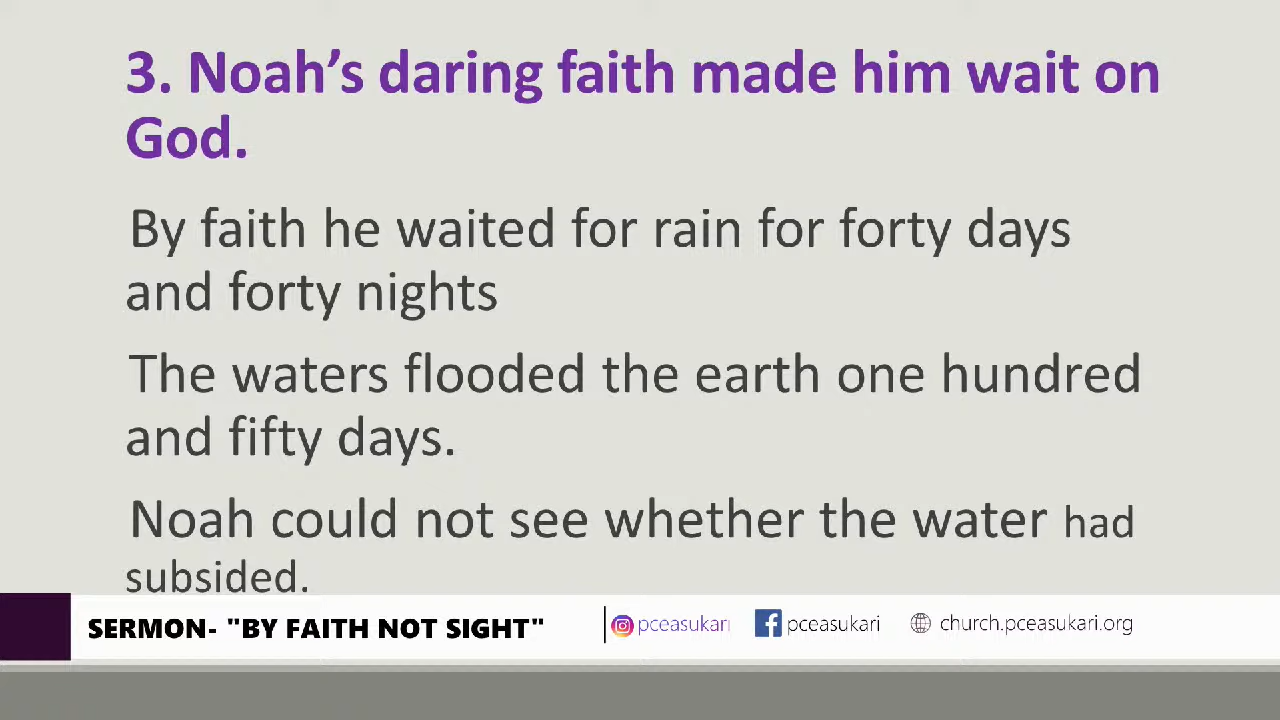 3. Noah’s daring faith made him wait on
God.
By faith he waited for rain for forty days
and forty nights
The waters flooded the earth one hundred
and fifty days.
Noah could not see whether the water had
subsided.
SERMON- "BY FAITH NOT SIGHT" pceasukari pceasukari church.pceasukari.org